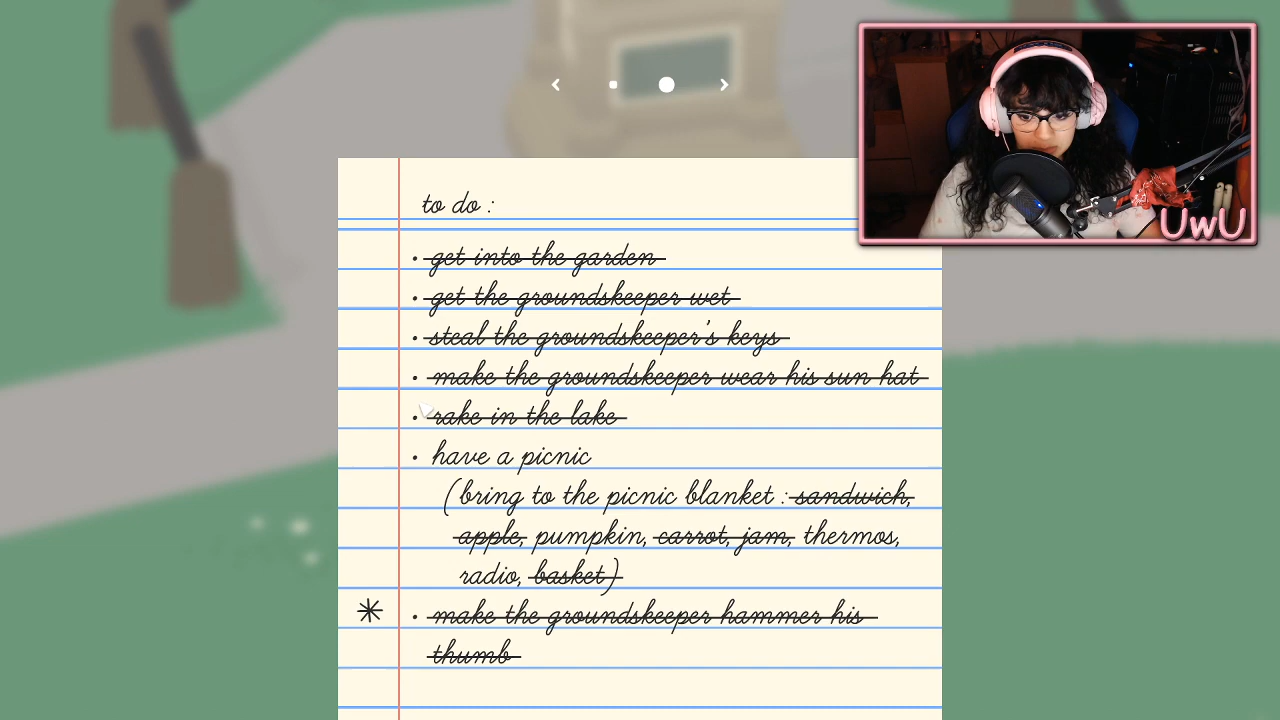 to do :
• get into the garden
• get the groundskeeper wet
• steal the groundskeeper's keys
• make the groundskeeper wear his sun hat
• rake in the lake
• have a picnic
(bring to the picnic blanket : sandwich,
apple, pumpkin, carrot, jam, thermos,
radio, basket)
• make the groundskeeper hammer his
thumb
UwU